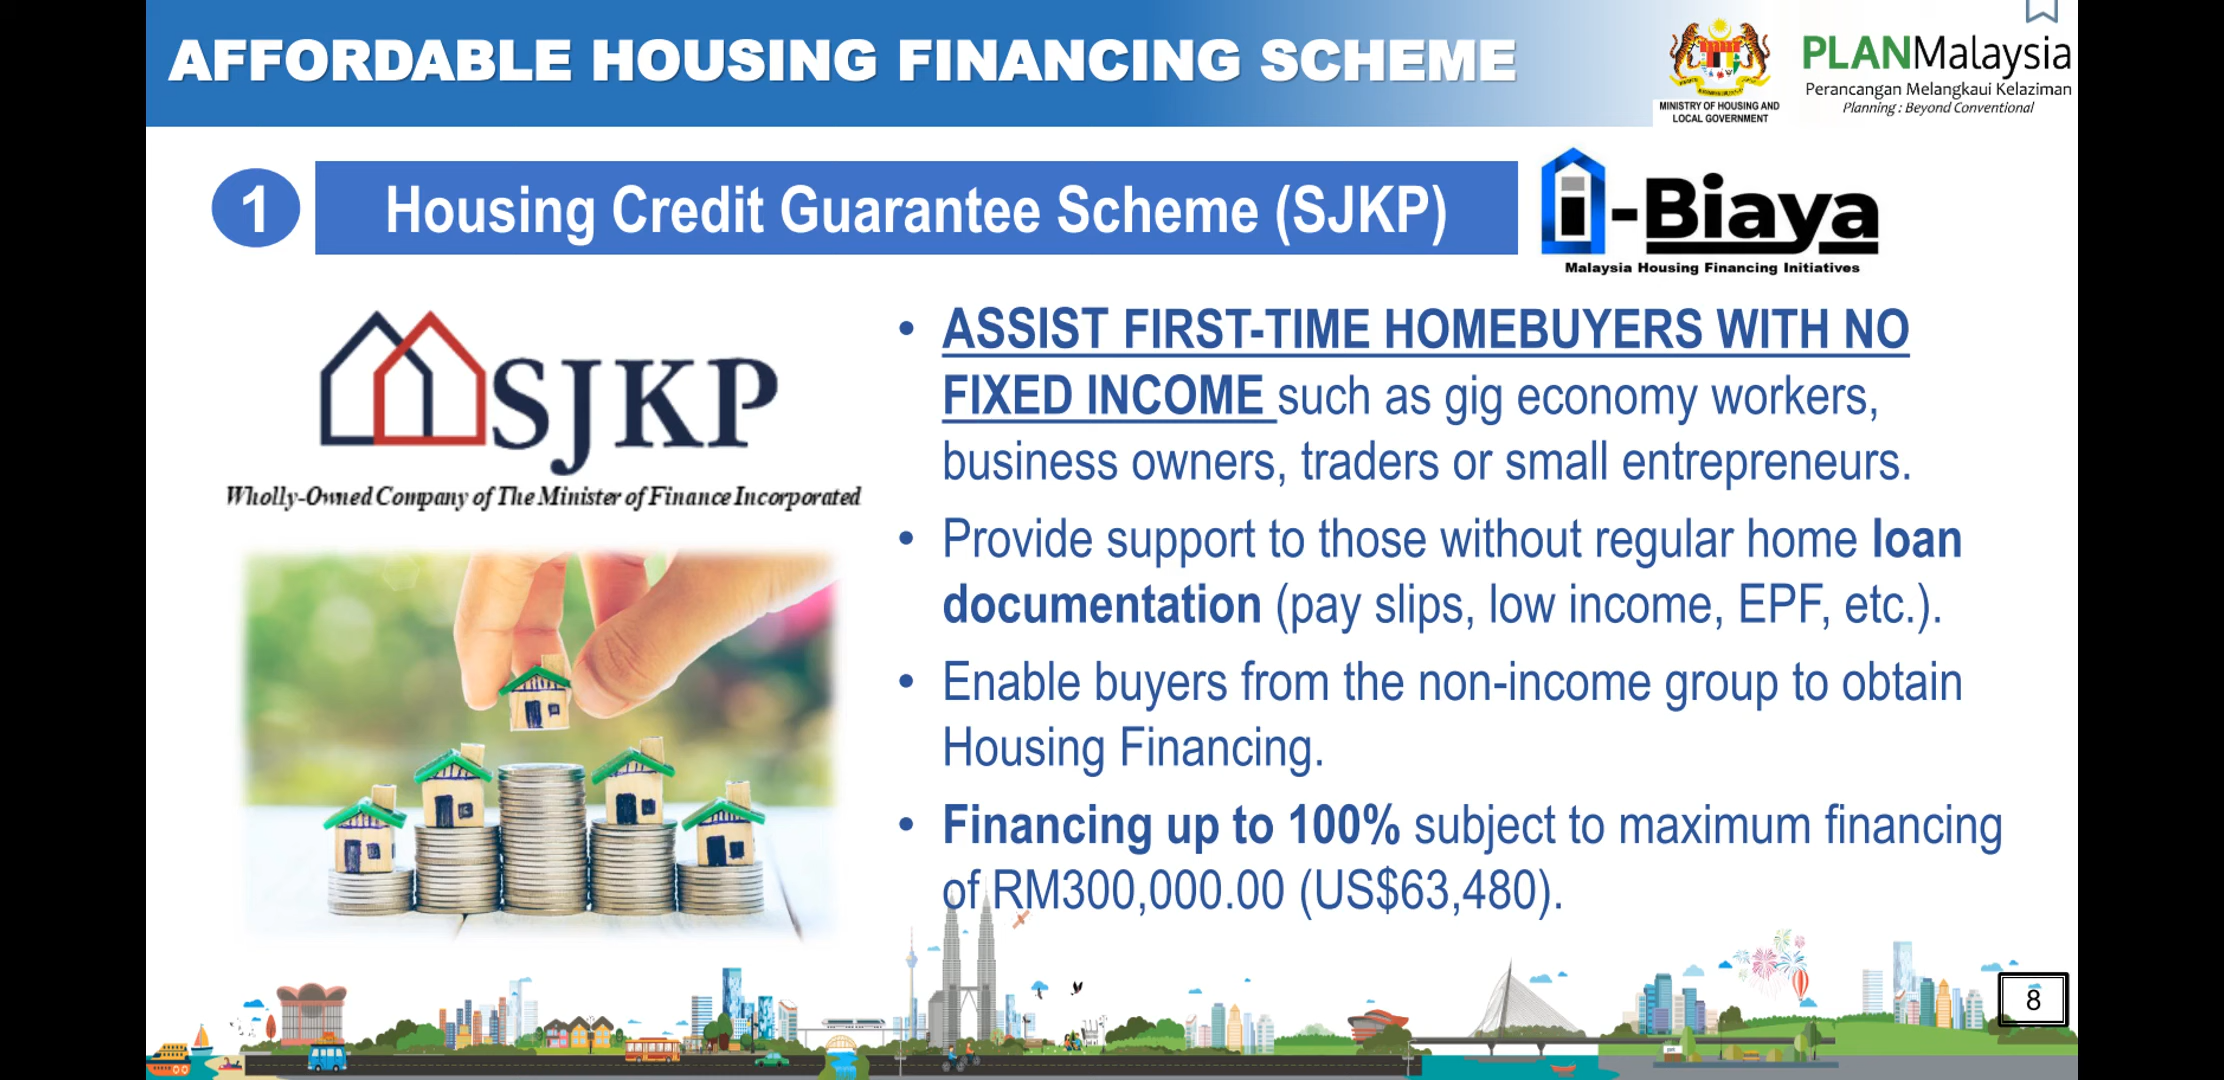 AFFORDABLE HOUSING FINANCING SCHEME
MINISTRY OF HOUSING AND
LOCAL GOVERNMENT
PLANMalaysia
Perancangan Melangkaui Kelaziman
Planning : Beyond Conventional
1
Housing Credit Guarantee Scheme (SJKP)
i-Biaya
Malaysia Housing Financing Initiatives
SJKP
Wholly-Owned Company of The Minister of Finance Incorporated
• ASSIST FIRST-TIME HOMEBUYERS WITH NO
FIXED INCOME such as gig economy workers,
business owners, traders or small entrepreneurs.
• Provide support to those without regular home loan
documentation (pay slips, low income, EPF, etc.).
• Enable buyers from the non-income group to obtain
Housing Financing.
• Financing up to 100% subject to maximum financing
of RM300,000.00 (US$63,480).
8